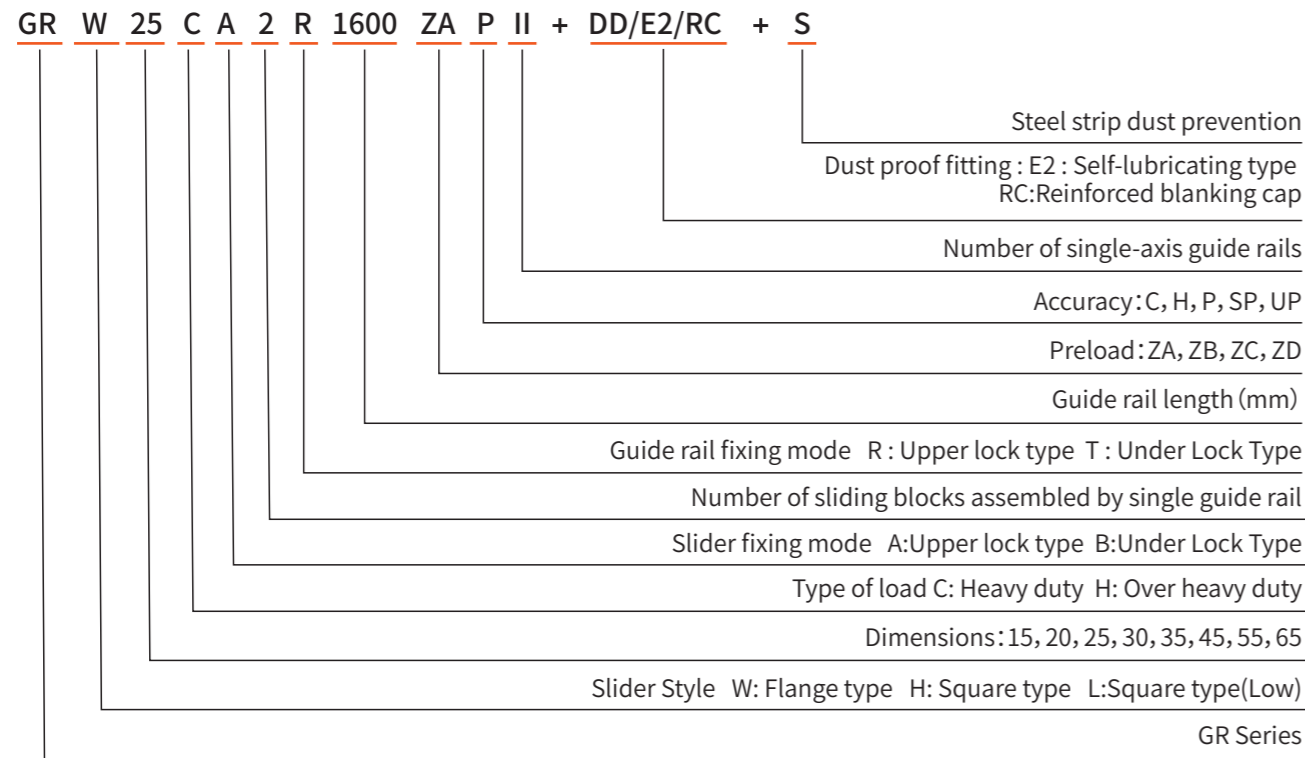 GR W 25 C A 2 R 1600 ZA P II + DD/E2/RC + S
Steel strip dust prevention
Dust proof fitting : E2 : Self-lubricating type
RC:Reinforced blanking cap
Number of single-axis guide rails
Accuracy:C, H, P, SP, UP
Preload:ZA, ZB, ZC, ZD
Guide rail length (mm)
Guide rail fixing mode R : Upper lock type T : Under Lock Type
Number of sliding blocks assembled by single guide rail
Slider fixing mode A:Upper lock type B:Under Lock Type
Type of load C: Heavy duty H: Over heavy duty
Dimensions:15, 20, 25, 30, 35, 45, 55, 65
Slider Style W: Flange type H: Square type L:Square type(Low)
GR Series